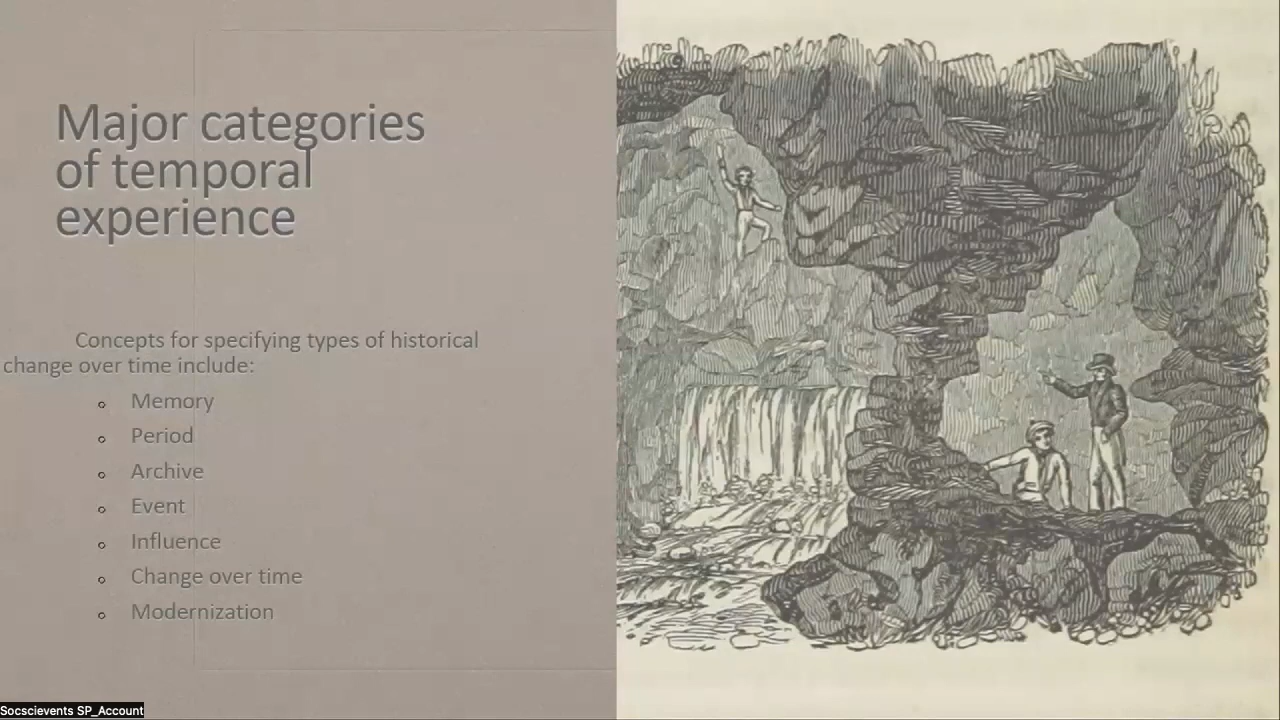 Major categories
of temporal
experience
Concepts for specifying types of historical
change over time include:
Memory
Period
Archive
Event
Influence
Change over time
Modernization
Socscievents SP_Account